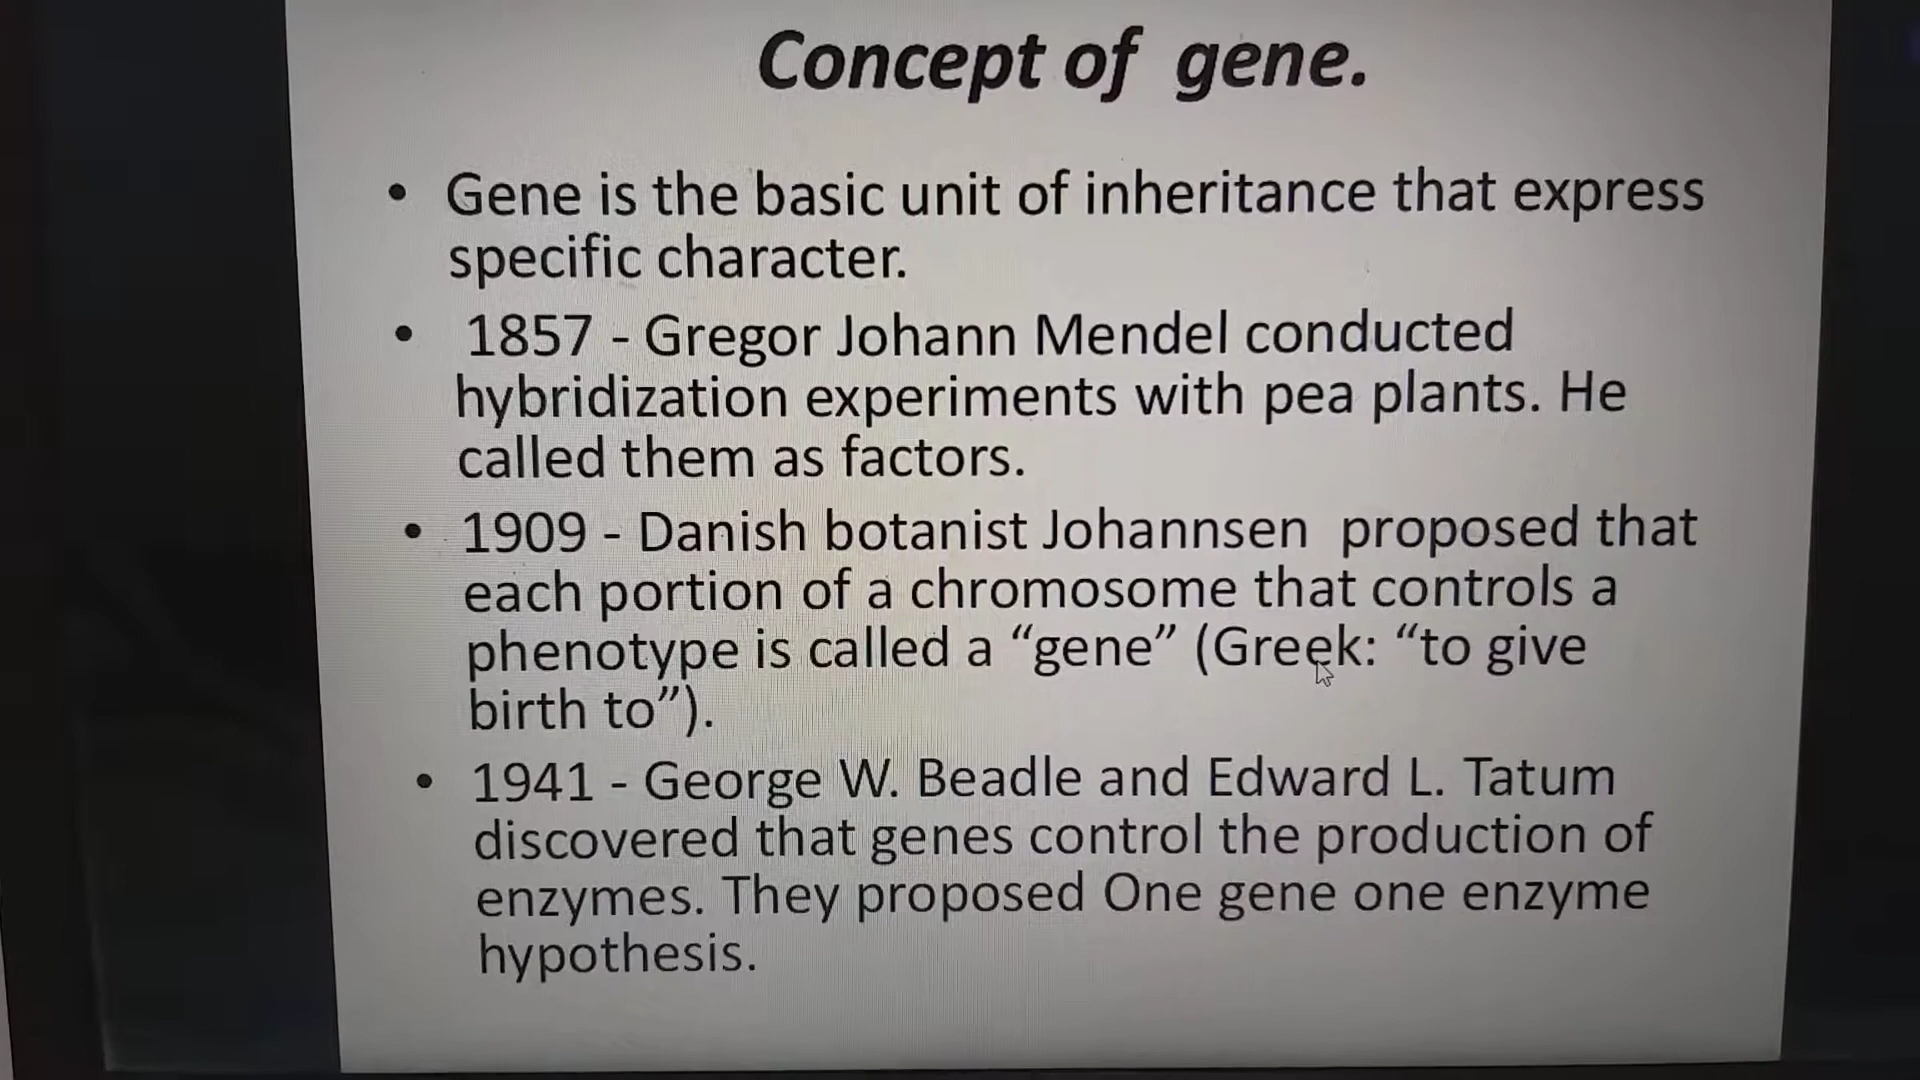 Concept of gene.
• Gene is the basic unit of inheritance that express
specific character.
• 1857 - Gregor Johann Mendel conducted
hybridization experiments with pea plants. He
called them as factors.
• 1909 - Danish botanist Johannsen proposed that
each portion of a chromosome that controls a
phenotype is called a “gene” (Greek: “to give
birth to”).
• 1941 - George W. Beadle and Edward L. Tatum
discovered that genes control the production of
enzymes. They proposed One gene one enzyme
hypothesis.